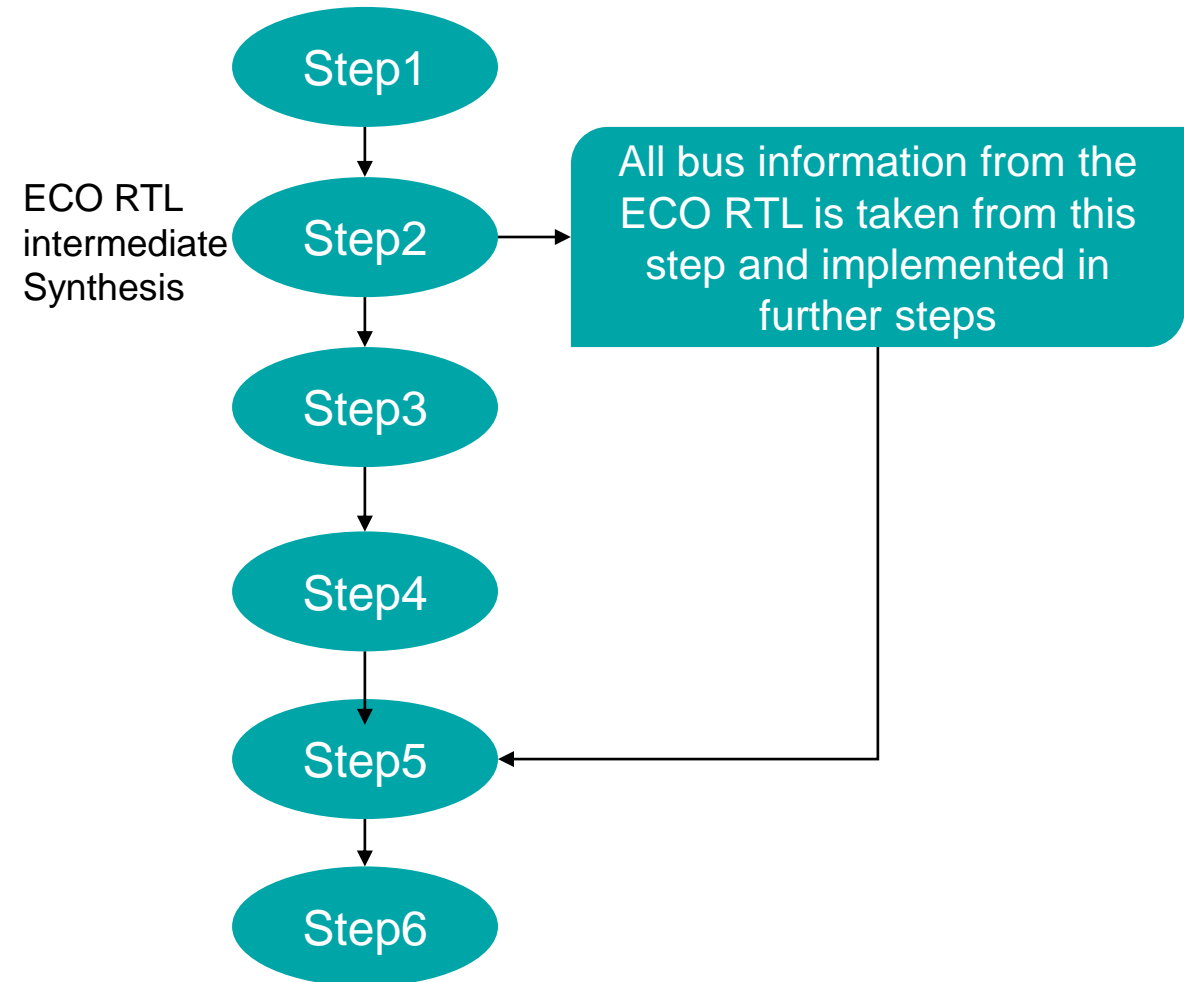 Step1
ECO RTL
intermediate
Synthesis
Step2
All bus information from the
ECO RTL is taken from this
step and implemented in
further steps
Step3
Step4
Step5
Step6